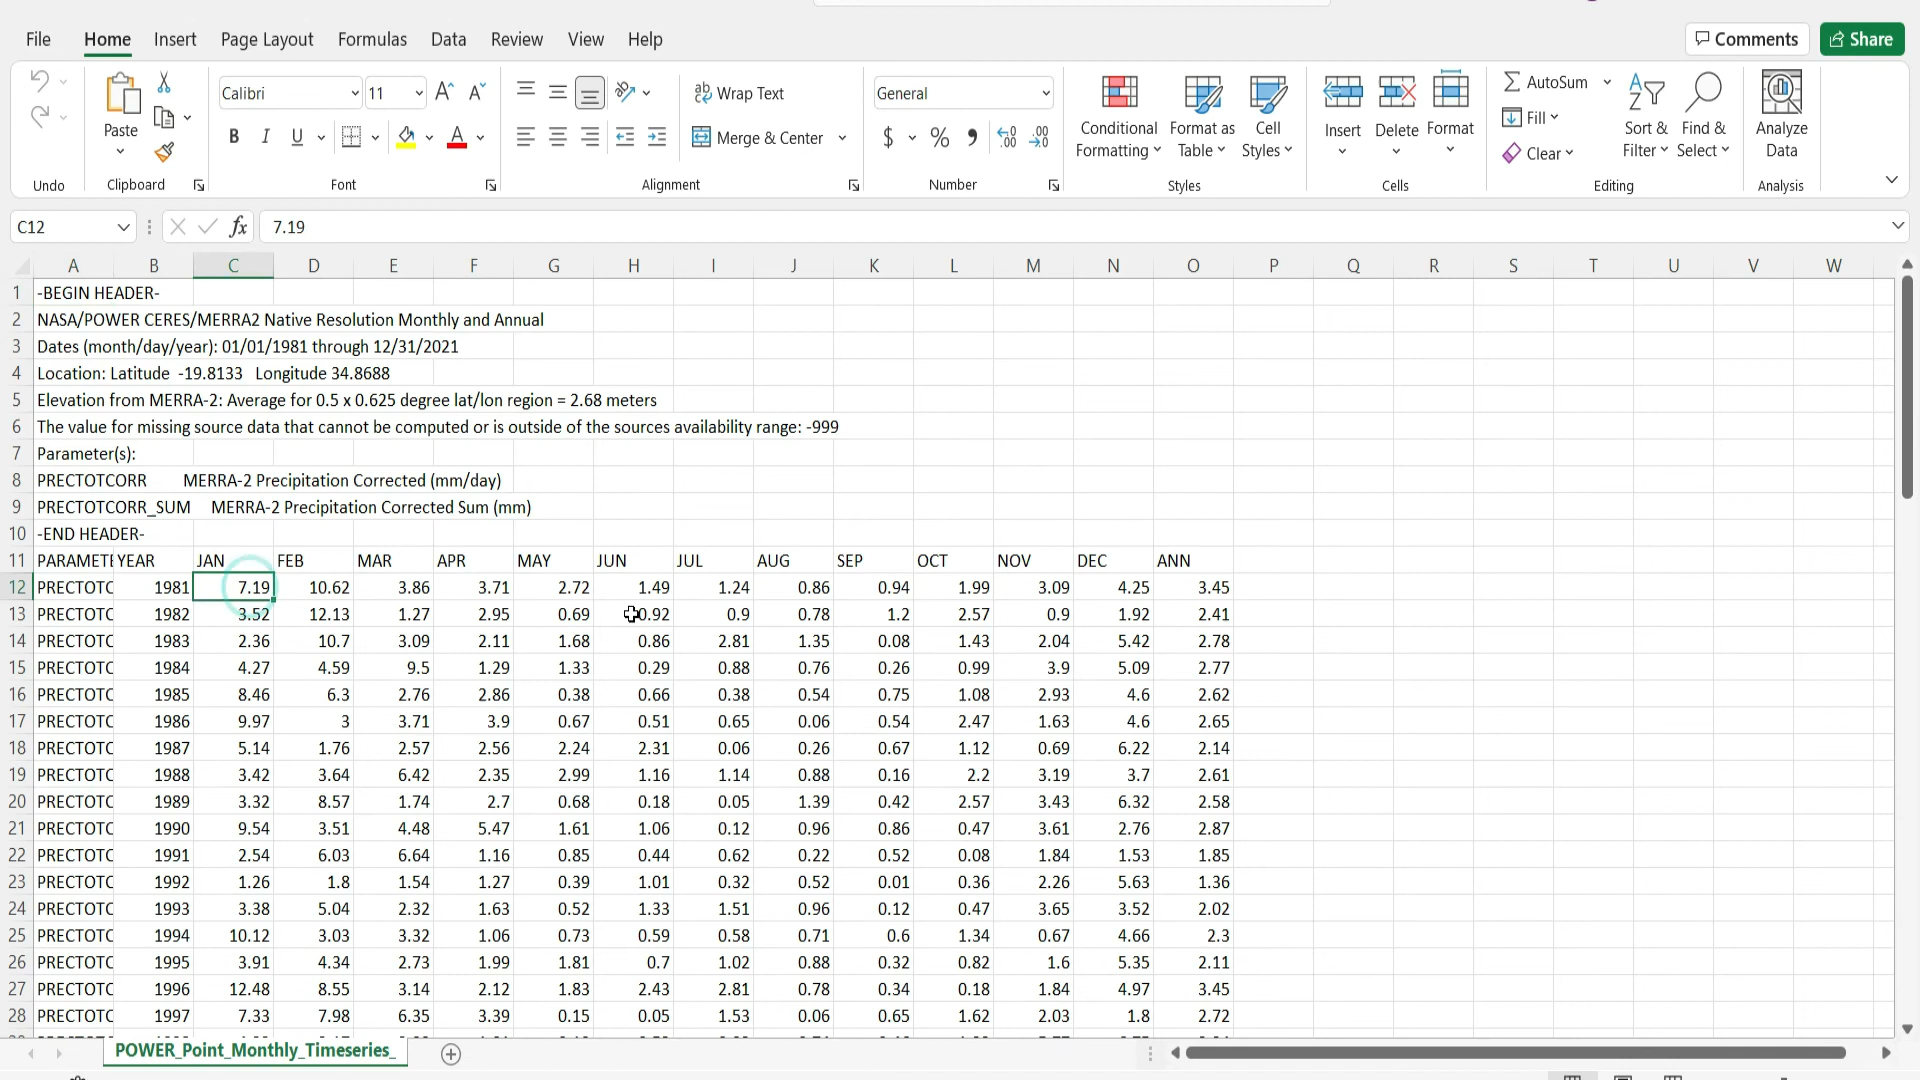 File Home Insert Page Layout Formulas Data Review View Help Comments Share
Calibri 11 Wrap Text General AutoSum
Paste B I U Merge & Center $ % Conditional Formatting Format as Table Cell Styles Insert Delete Format Fill Clear Sort & Filter Find & Select Analyze Data
Undo Clipboard Font Alignment Number Styles Cells Editing Analysis
C12 fx 7.19
A B C D E F G H I J K L M N O P Q R S T U V W
1 -BEGIN HEADER-
2 NASA/POWER CERES/MERRA2 Native Resolution Monthly and Annual
3 Dates (month/day/year): 01/01/1981 through 12/31/2021
4 Location: Latitude -19.8133 Longitude 34.8688
5 Elevation from MERRA-2: Average for 0.5 x 0.625 degree lat/lon region = 2.68 meters
6 The value for missing source data that cannot be computed or is outside of the sources availability range: -999
7 Parameter(s):
8 PRECTOTCORR MERRA-2 Precipitation Corrected (mm/day)
9 PRECTOTCORR_SUM MERRA-2 Precipitation Corrected Sum (mm)
10 -END HEADER-
11 PARAMETE YEAR JAN FEB MAR APR MAY JUN JUL AUG SEP OCT NOV DEC ANN
12 PRECTOTC 1981 7.19 10.62 3.86 3.71 2.72 1.49 1.24 0.86 0.94 1.99 3.09 4.25 3.45
13 PRECTOTC 1982 3.52 12.13 1.27 2.95 0.69 0.92 0.9 0.78 1.2 2.57 0.9 1.92 2.41
14 PRECTOTC 1983 2.36 10.7 3.09 2.11 1.68 0.86 2.81 1.35 0.08 1.43 2.04 5.42 2.78
15 PRECTOTC 1984 4.27 4.59 9.5 1.29 1.33 0.29 0.88 0.76 0.26 0.99 3.9 5.09 2.77
16 PRECTOTC 1985 8.46 6.3 2.76 2.86 0.38 0.66 0.38 0.54 0.75 1.08 2.93 4.6 2.62
17 PRECTOTC 1986 9.97 3 3.71 3.9 0.67 0.51 0.65 0.06 0.54 2.47 1.63 4.6 2.65
18 PRECTOTC 1987 5.14 1.76 2.57 2.56 2.24 2.31 0.06 0.26 0.67 1.12 0.69 6.22 2.14
19 PRECTOTC 1988 3.42 3.64 6.42 2.35 2.99 1.16 1.14 0.88 0.16 2.2 3.19 3.7 2.61
20 PRECTOTC 1989 3.32 8.57 1.74 2.7 0.68 0.18 0.05 1.39 0.42 2.57 3.43 6.32 2.58
21 PRECTOTC 1990 9.54 3.51 4.48 5.47 1.61 1.06 0.12 0.96 0.86 0.47 3.61 2.76 2.87
22 PRECTOTC 1991 2.54 6.03 6.64 1.16 0.85 0.44 0.62 0.22 0.52 0.08 1.84 1.53 1.85
23 PRECTOTC 1992 1.26 1.8 1.54 1.27 0.39 1.01 0.32 0.52 0.01 0.36 2.26 5.63 1.36
24 PRECTOTC 1993 3.38 5.04 2.32 1.63 0.52 1.33 1.51 0.96 0.12 0.47 3.65 3.52 2.02
25 PRECTOTC 1994 10.12 3.03 3.32 1.06 0.73 0.59 0.58 0.71 0.6 1.34 0.67 4.66 2.3
26 PRECTOTC 1995 3.91 4.34 2.73 1.99 1.81 0.7 1.02 0.88 0.32 0.82 1.6 5.35 2.11
27 PRECTOTC 1996 12.48 8.55 3.14 2.12 1.83 2.43 2.81 0.78 0.34 0.18 1.84 4.97 3.45
28 PRECTOTC 1997 7.33 7.98 6.35 3.39 0.15 0.05 1.53 0.06 0.65 1.62 2.03 1.8 2.72
POWER_Point_Monthly_Timeseries_